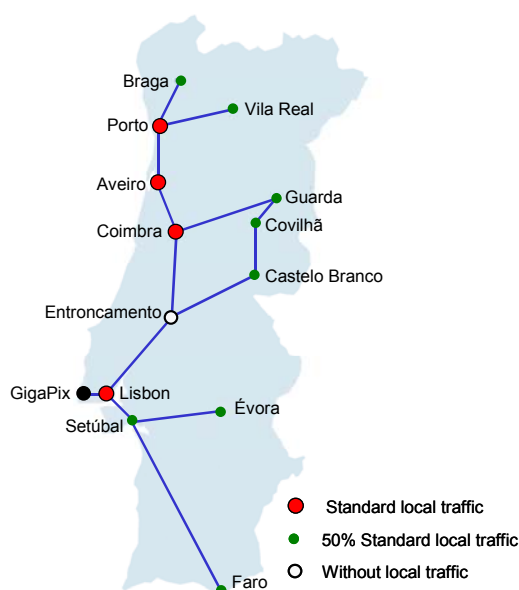 Braga
Vila Real
Porto
Aveiro
Guarda
Covilhã
Coimbra
Castelo Branco
Entroncamento
GigaPix
Lisbon
Évora
Setúbal
Standard local traffic
50% Standard local traffic
Without local traffic
Faro